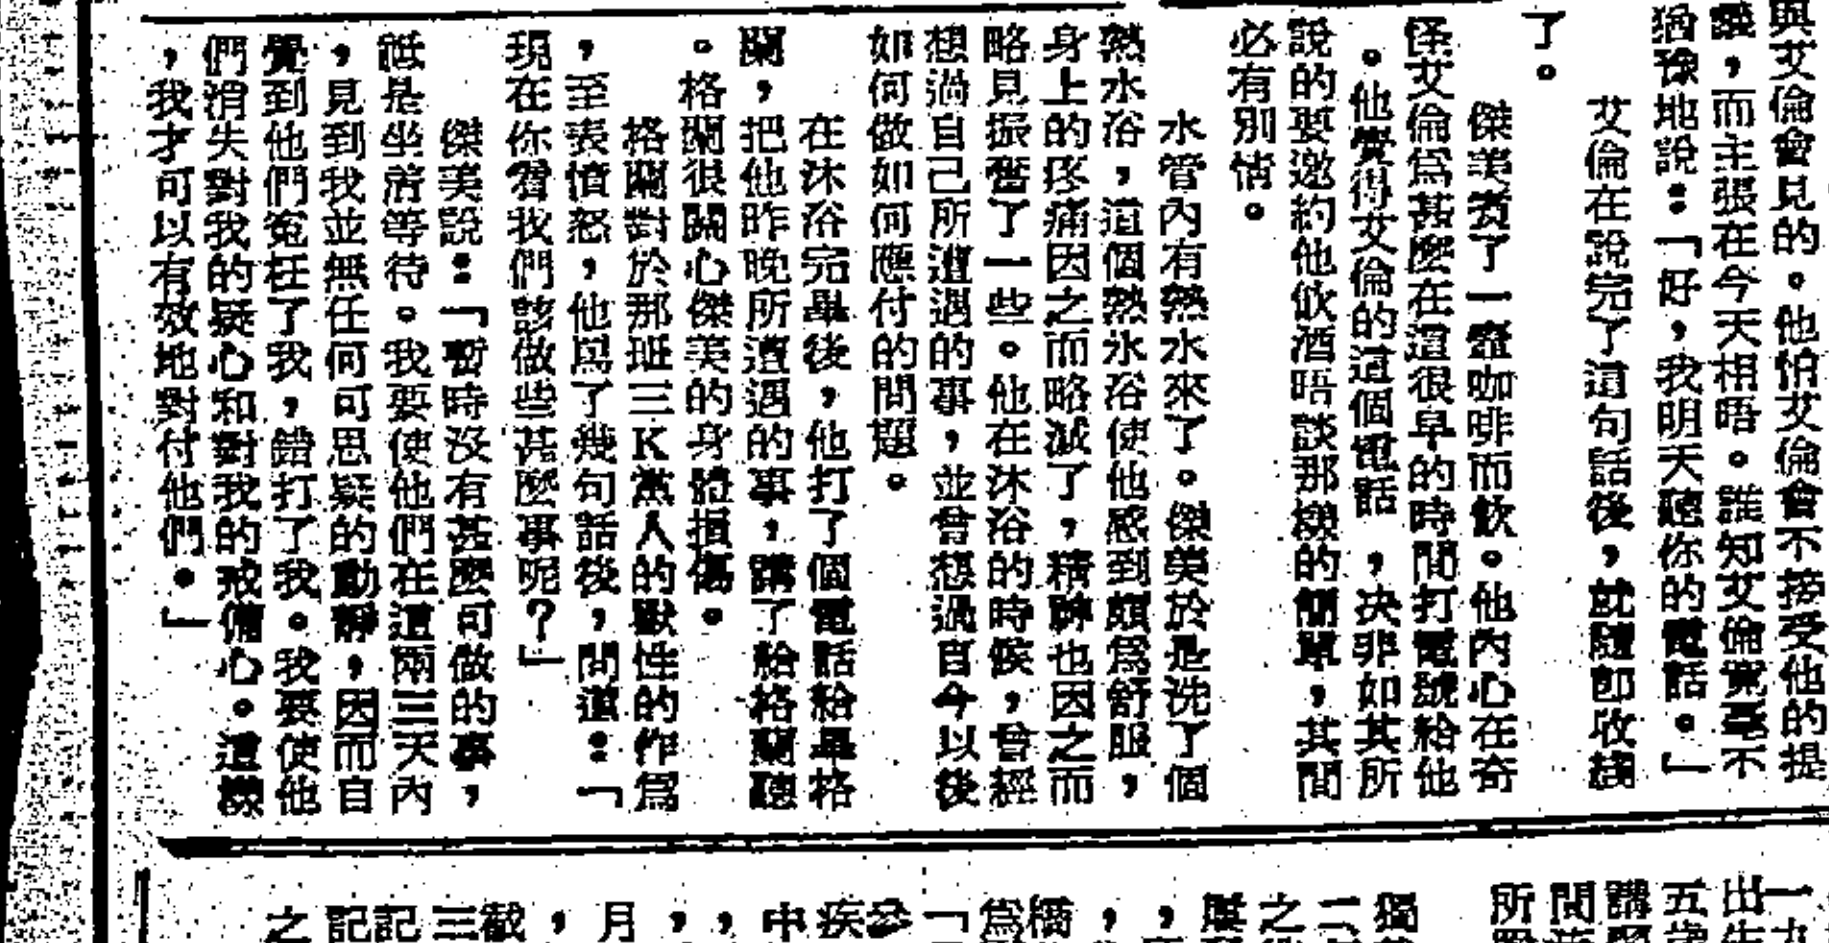 與艾倫會見的。他怕艾倫會不接受他的提
議，而主張在今天相晤。誰知艾倫竟毫不
猶豫地說：「好，我明天聽你的電話。」
艾倫在說完了這句話後，就隨即收綫
了。
傑美煑了一壺咖啡而飲。他內心在奇
怪艾倫爲甚麼在這很早的時間打電話給他
。他覺得艾倫的這個電話，决非如其所
說的要邀約他飲酒晤談那樣的簡單，其間
必有別情。
水管內有熱水來了。傑美於是洗了個
熱水浴，這個熱水浴使他感到頗爲舒服，
身上的疼痛因之而略減了，精神也因之而
略見振奮了一些。他在沐浴的時候，曾經
想過自己所遭遇的事，並曾想過自今以後
如何做如何應付的問題。
在沐浴完畢後，他打了個電話給畢格
蘭，把他昨晚所遭遇的事，講了給格蘭聽
。格蘭很關心傑美的身體損傷。
格蘭對於那班三K黨人的獸性的作爲
，至表憤怒，他罵了幾句話後，問道：「
現在你看我們該做些甚麼事呢？」
傑美說：「暫時沒有甚麼可做的事，
祗是坐着等待。我要使他們在這兩三天內
，見到我並無任何可思疑的動靜，因而自
覺到他們寃枉了我，錯打了我。我要使他
們消失對我的疑心和對我的戒備心。這樣
，我才可以有效地對付他們。」